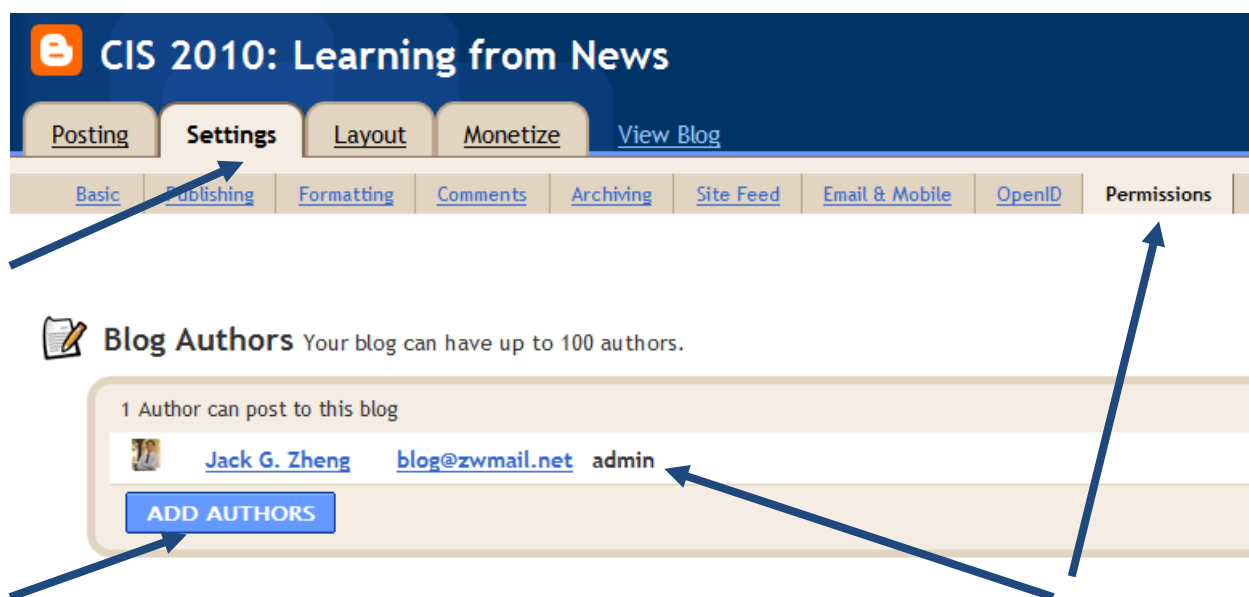 CIS 2010: Learning from News
Posting Settings Layout Monetize View Blog
Basic Publishing Formatting Comments Archiving Site Feed Email & Mobile OpenID Permissions
Blog Authors Your blog can have up to 100 authors.
1 Author can post to this blog
Jack G. Zheng blog@zwmail.net admin
ADD AUTHORS